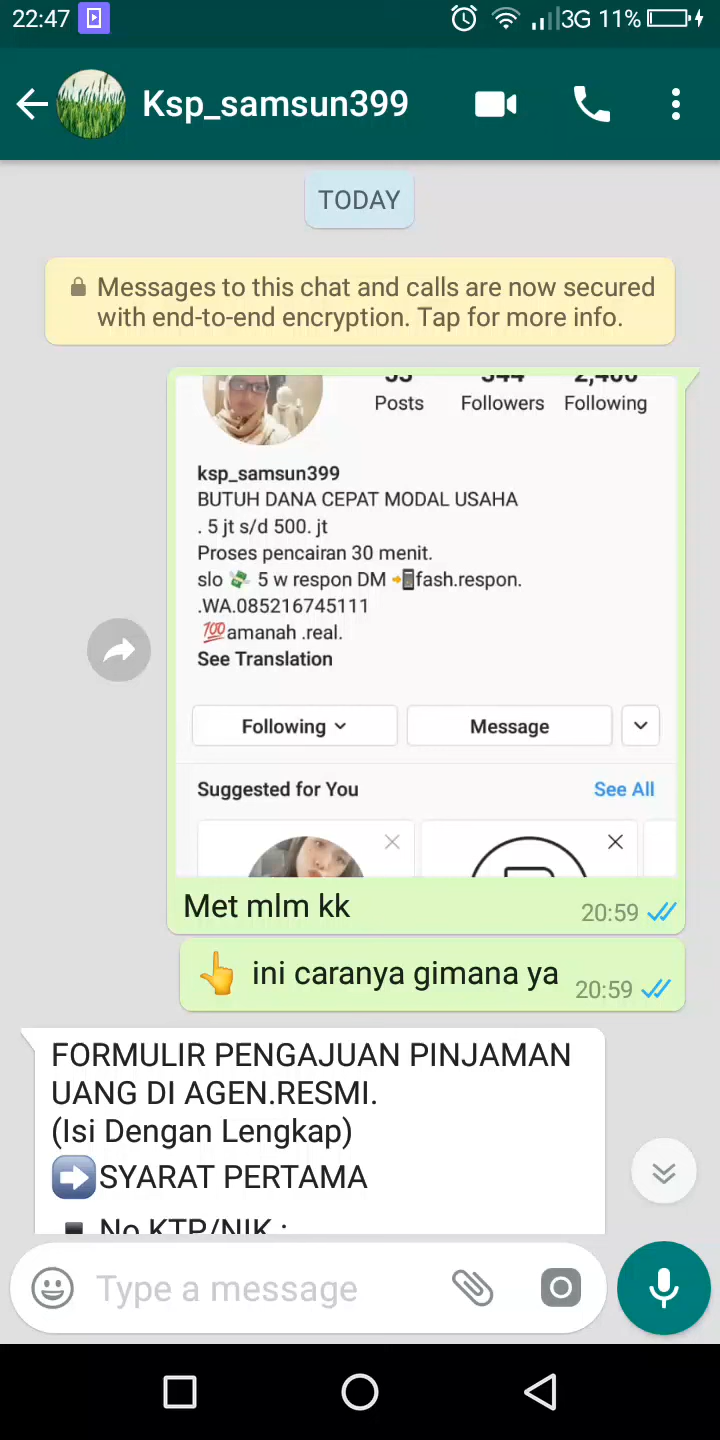 22:47
3G 11%
Ksp_samsun399
TODAY
Messages to this chat and calls are now secured
with end-to-end encryption. Tap for more info.
Posts Followers Following
ksp_samsun399
BUTUH DANA CEPAT MODAL USAHA
. 5 jt s/d 500. jt
Proses pencairan 30 menit.
slo 💸 5 w respon DM ➡📱fash.respon.
.WA.085216745111
💯amanah .real.
See Translation
Following Message
Suggested for You See All
Met mlm kk 20:59
👆 ini caranya gimana ya 20:59
FORMULIR PENGAJUAN PINJAMAN
UANG DI AGEN.RESMI.
(Isi Dengan Lengkap)
➡SYARAT PERTAMA
▪ No KTP/NIK :
Type a message